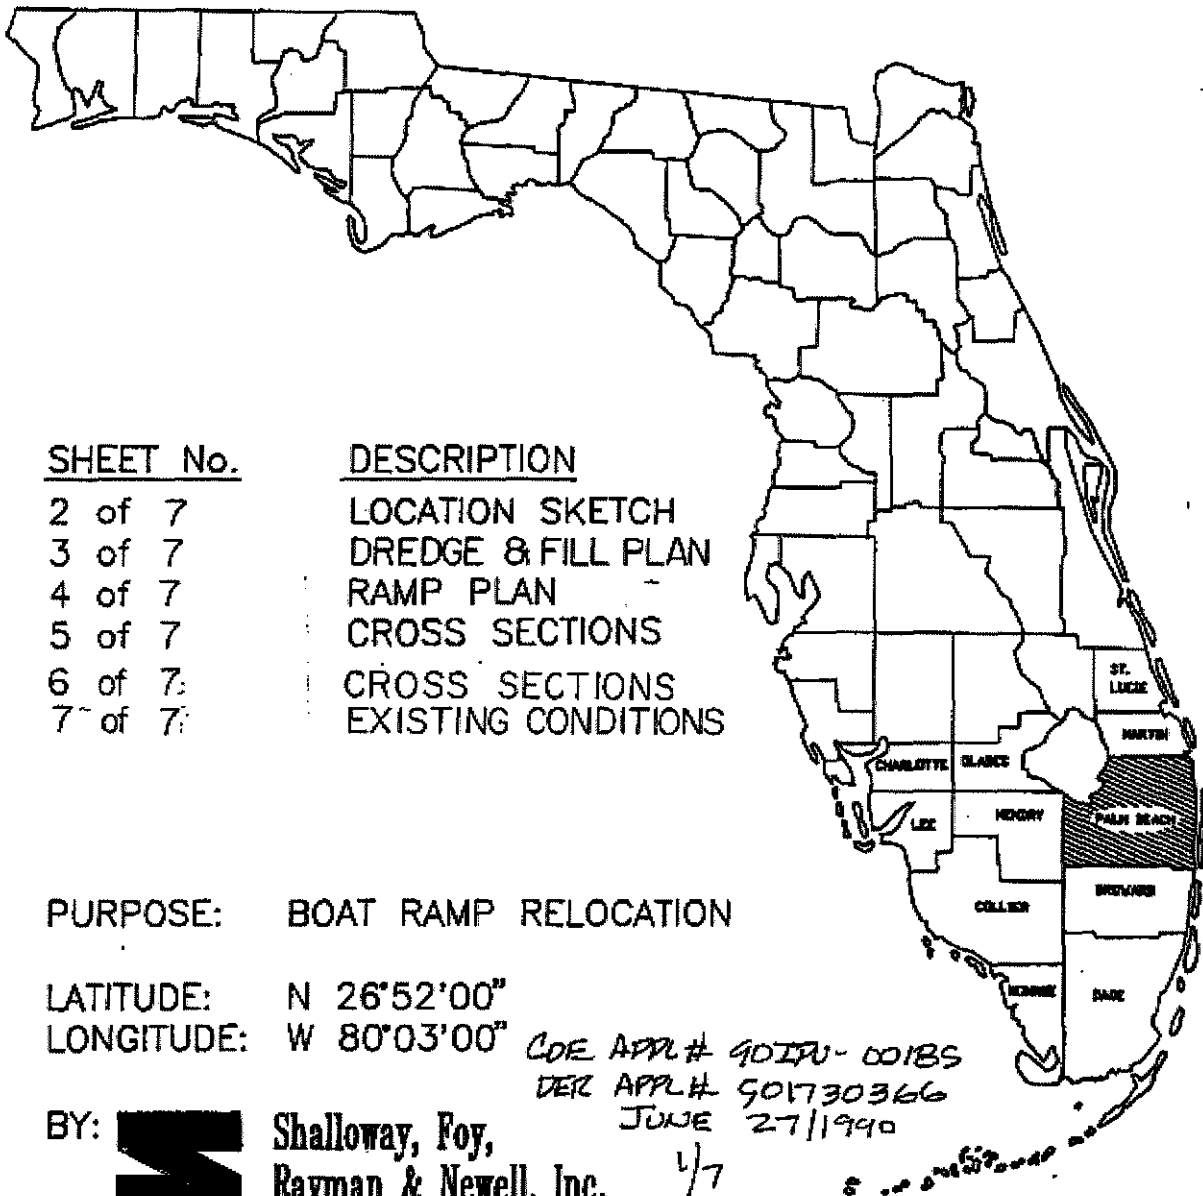 SHEET No. DESCRIPTION
2 of 7 LOCATION SKETCH
3 of 7 DREDGE & FILL PLAN
4 of 7 RAMP PLAN
5 of 7 CROSS SECTIONS
6 of 7 CROSS SECTIONS
7 of 7 EXISTING CONDITIONS
ST.
LUCIE
MARTIN
CHARLOTTE
GLADES
LEE
HENDRY
PALM BEACH
COLLIER
BROWARD
MONROE
DADE
PURPOSE: BOAT RAMP RELOCATION
LATITUDE: N 26°52'00"
LONGITUDE: W 80°03'00"
COE APPL# 90IPU-0018S
DER APPL# 501730366
JUNE 27/1990
1/7
BY: Shalloway, Foy,
Rayman & Newell, Inc.